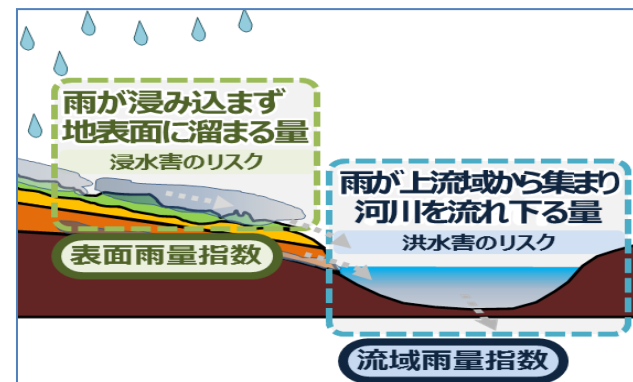 雨が浸み込まず
地表面に溜まる量
浸水害のリスク
表面雨量指数
雨が上流域から集まり
河川を流れ下る量
洪水害のリスク
流域雨量指数